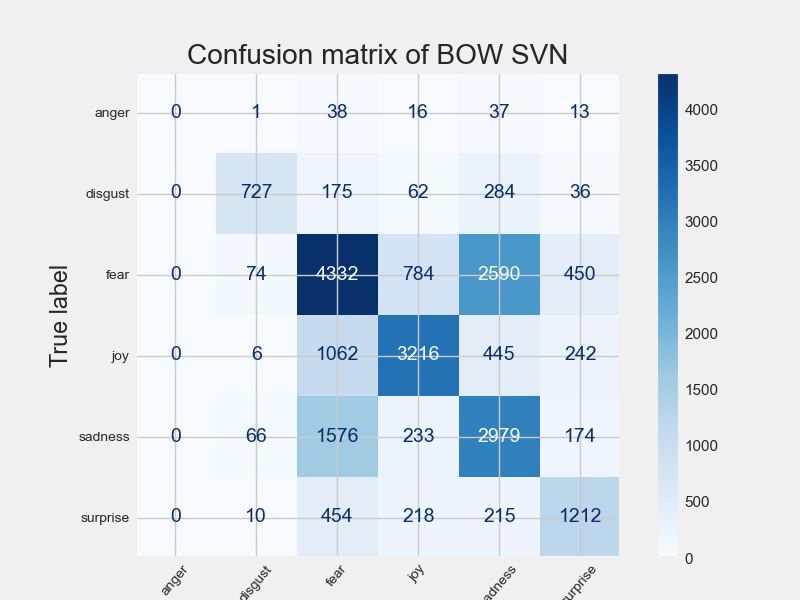 Confusion matrix of BOW SVN
anger 0 1 38 16 37 13
disgust 0 727 175 62 284 36
fear 0 74 4332 784 2590 450
joy 0 6 1062 3216 445 242
sadness 0 66 1576 233 2979 174
surprise 0 10 454 218 215 1212
True label
anger disgust fear joy adness urprise
4000
3500
3000
2500
2000
1500
1000
500
0